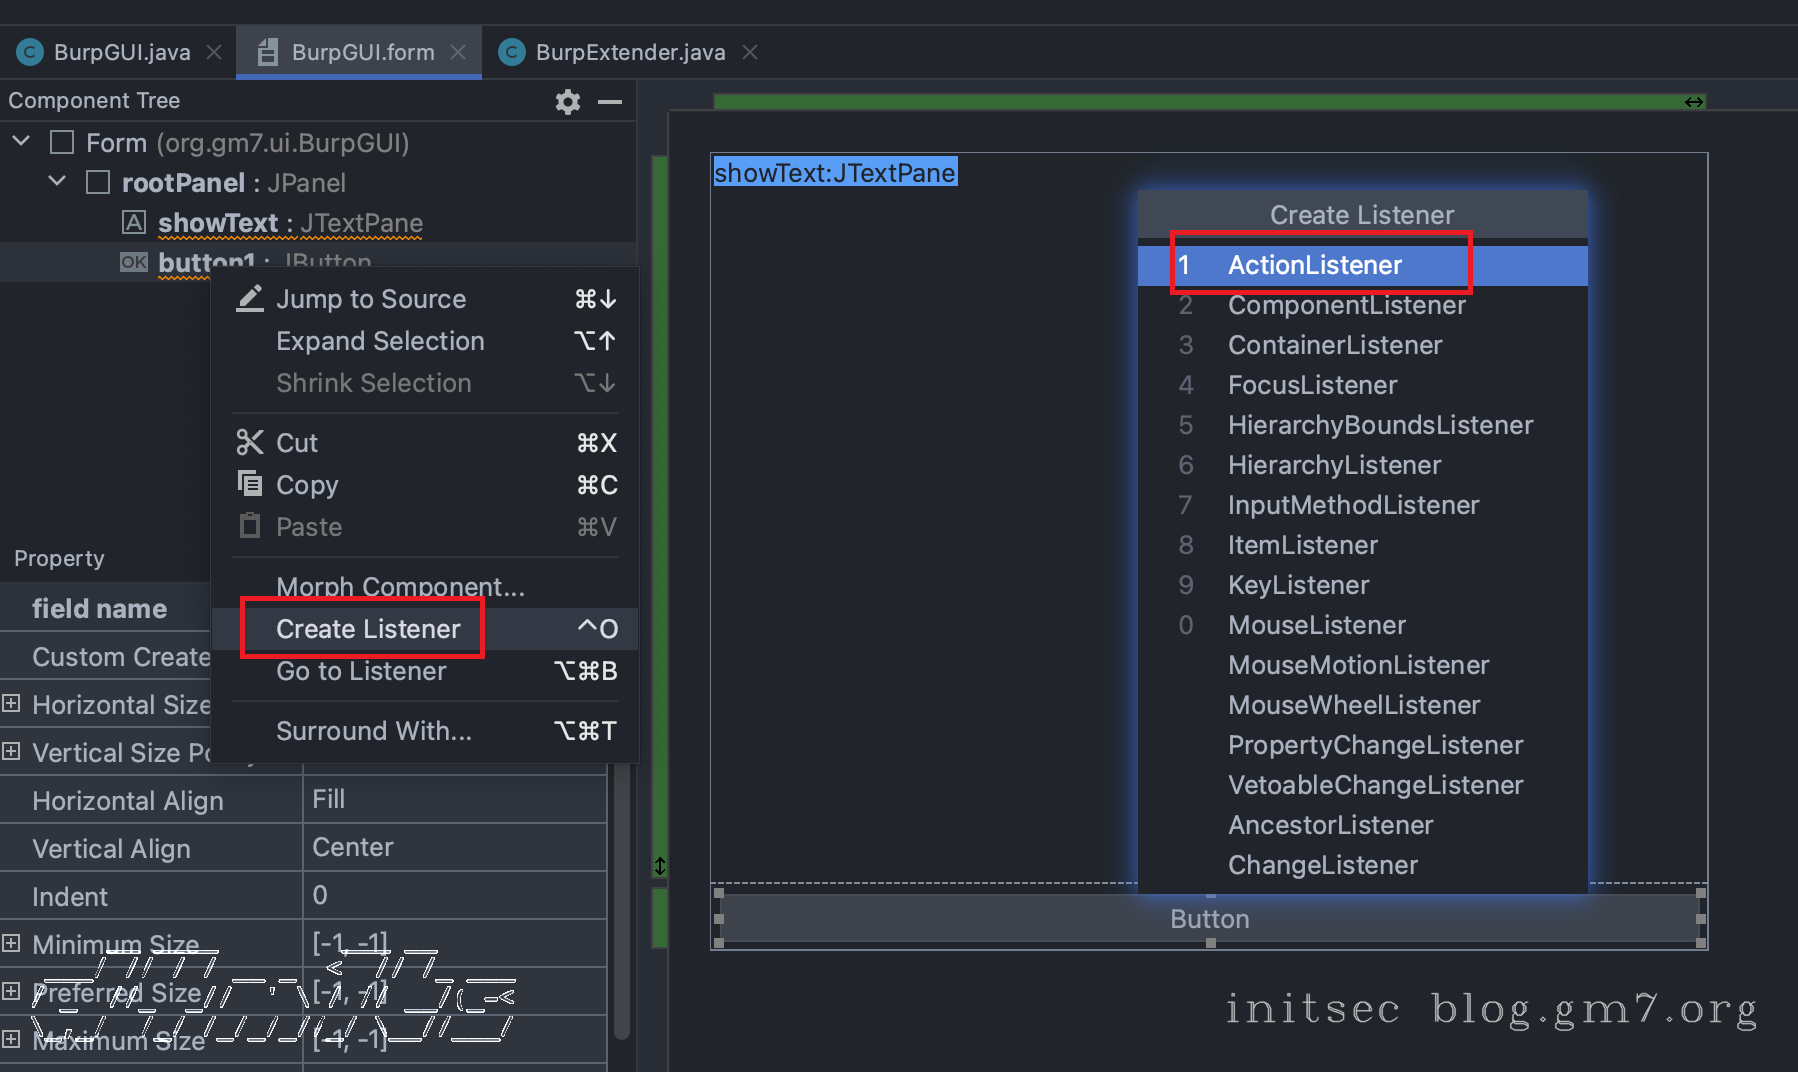 BurpGUI.java
BurpGUI.form
BurpExtender.java
Component Tree
Form (org.gm7.ui.BurpGUI)
rootPanel : JPanel
showText : JTextPane
button1 : JButton
Jump to Source ⌘↓
Expand Selection ⌥↑
Shrink Selection ⌥↓
Cut ⌘X
Copy ⌘C
Paste ⌘V
Morph Component...
Create Listener ^O
Go to Listener ⌥⌘B
Surround With... ⌥⌘T
Property
field name
Custom Create
Horizontal Size
Vertical Size
Horizontal Align Fill
Vertical Align Center
Indent 0
Minimum Size [-1, -1]
Preferred Size [-1, -1]
Maximum Size [-1, -1]
showText:JTextPane
Create Listener
1 ActionListener
2 ComponentListener
3 ContainerListener
4 FocusListener
5 HierarchyBoundsListener
6 HierarchyListener
7 InputMethodListener
8 ItemListener
9 KeyListener
0 MouseListener
MouseMotionListener
MouseWheelListener
PropertyChangeListener
VetoableChangeListener
AncestorListener
ChangeListener
Button
initsec blog.gm7.org